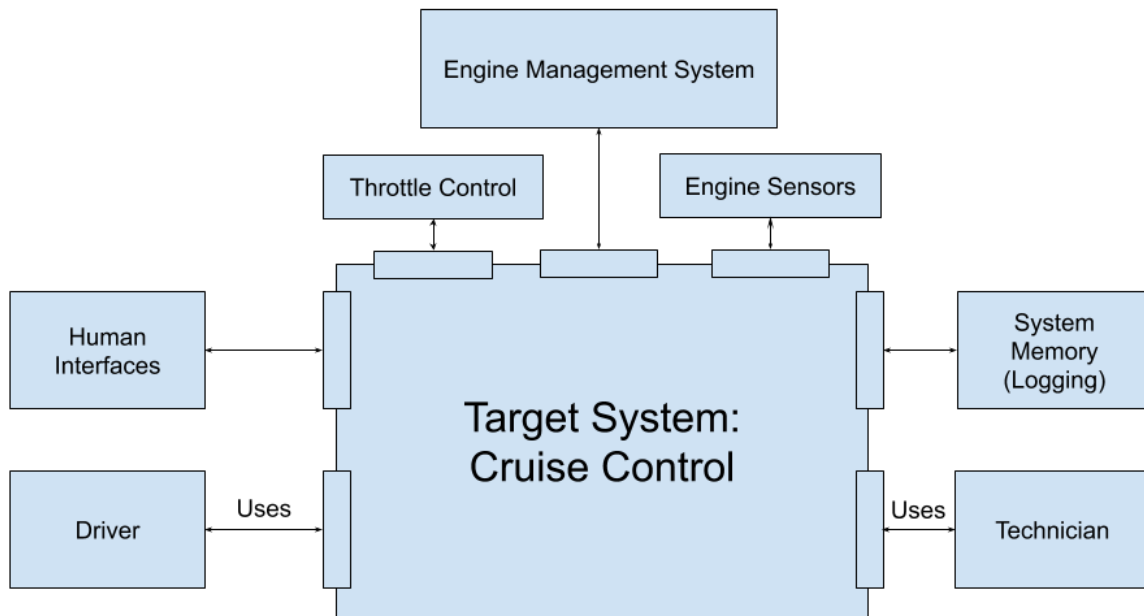 Engine Management System
Throttle Control
Engine Sensors
Human
Interfaces
System
Memory
(Logging)
Target System:
Cruise Control
Driver
Uses
Uses
Technician